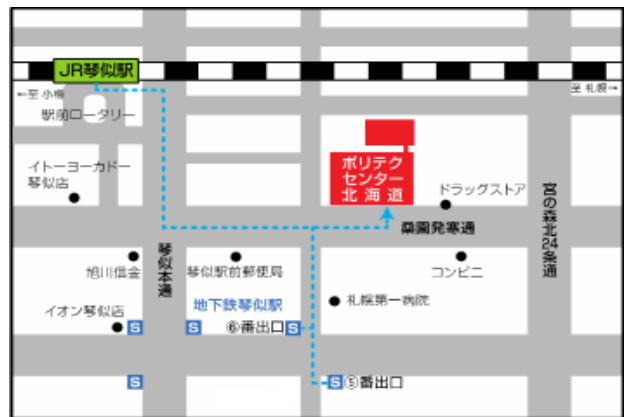 JR琴似駅
←至 小樽
至 札幌→
駅前ロータリー
ポリテク
センター
北海道
イトーヨーカドー
琴似店
ドラッグストア
宮の森北24条通
桑園発寒通
琴似本通
旭川信金
琴似駅前郵便局
コンビニ
地下鉄琴似駅
札幌第一病院
イオン琴似店
S
S
⑥番出口
S
S
S
⑤番出口